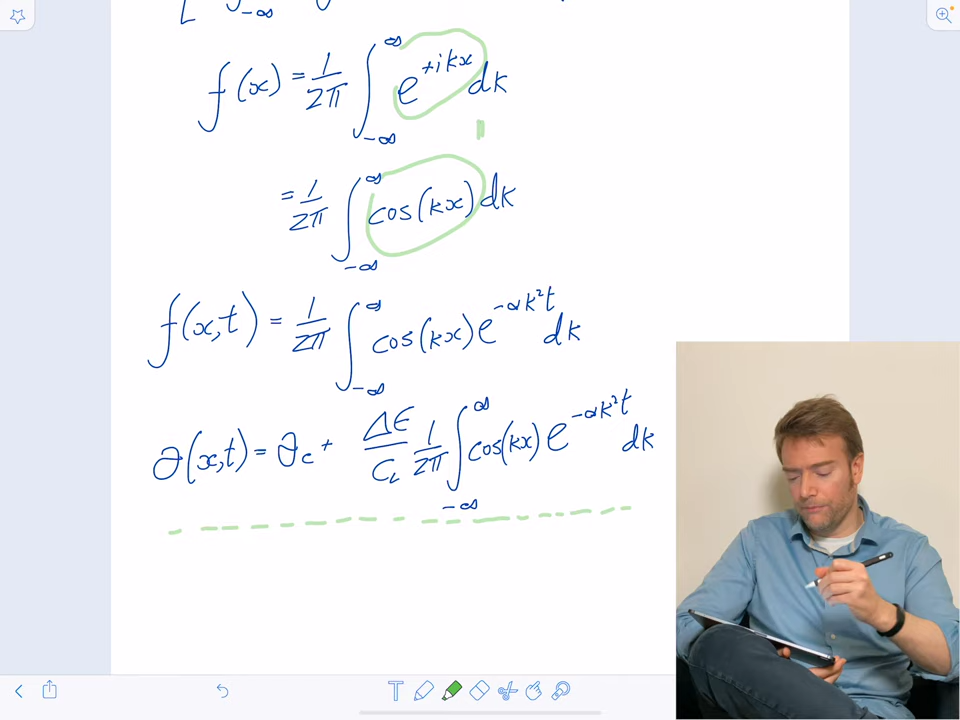 f(x) = 1/2π ∫_{-∞}^{∞} e^{+ikx} dk
= 1/2π ∫_{-∞}^{∞} cos(kx) dk
f(x,t) = 1/2π ∫_{-∞}^{∞} cos(kx) e^{-αk²t} dk
∂(x,t) = ∂_c + ΔE/C_L 1/2π ∫_{-∞}^{∞} cos(kx) e^{-αk²t} dk
T